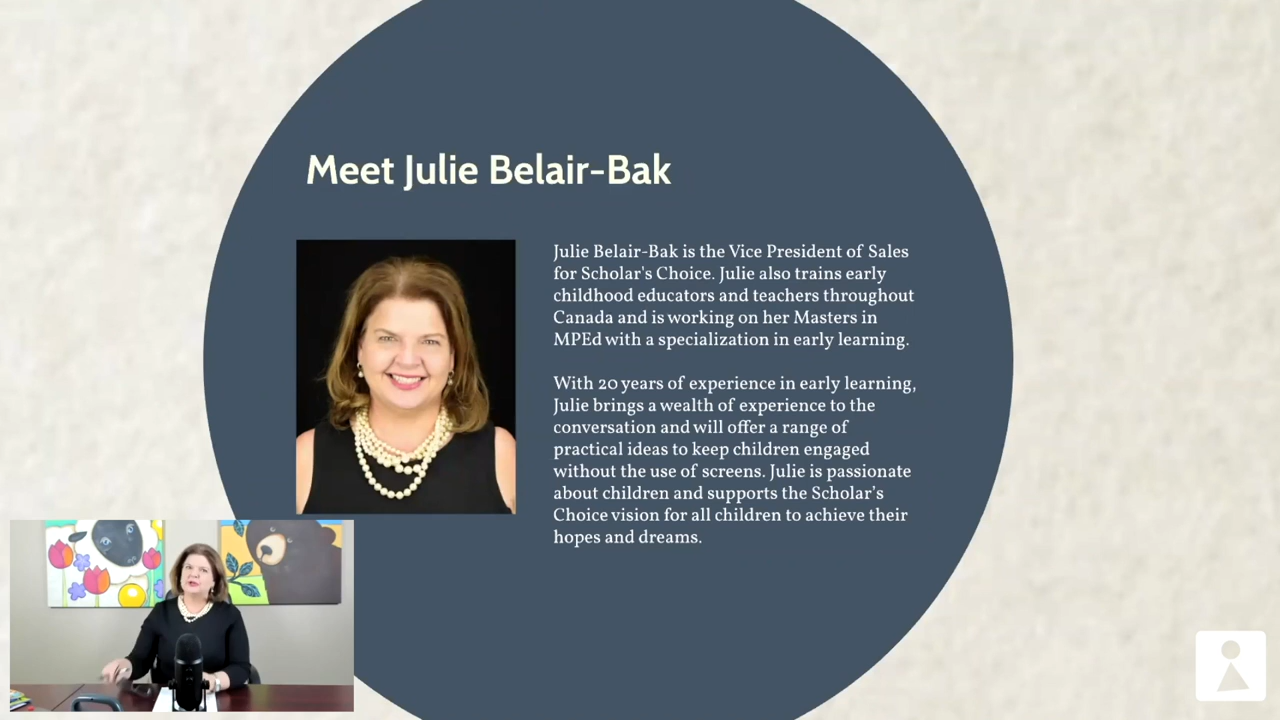 Meet Julie Belair-Bak
Julie Belair-Bak is the Vice President of Sales
for Scholar's Choice. Julie also trains early
childhood educators and teachers throughout
Canada and is working on her Masters in
MPEd with a specialization in early learning.
With 20 years of experience in early learning,
Julie brings a wealth of experience to the
conversation and will offer a range of
practical ideas to keep children engaged
without the use of screens. Julie is passionate
about children and supports the Scholar's
Choice vision for all children to achieve their
hopes and dreams.